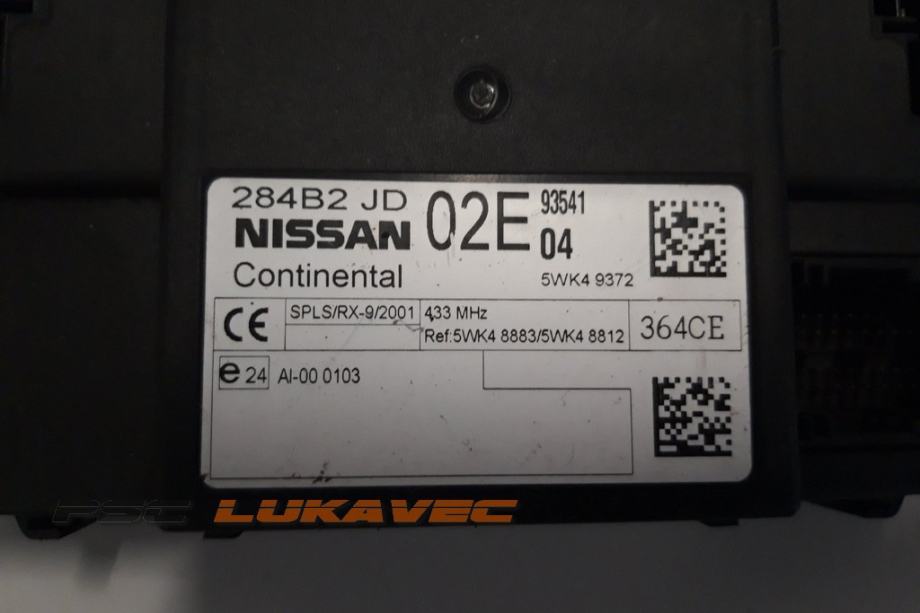 284B2 JD 02E 93541
NISSAN 04
Continental 5WK4 9372
CE SPLS/RX-9/2001 433 MHz 364CE
Ref:5WK4 8883/5WK4 8812
e 24 AI-00 0103
PSC LUKAVEC